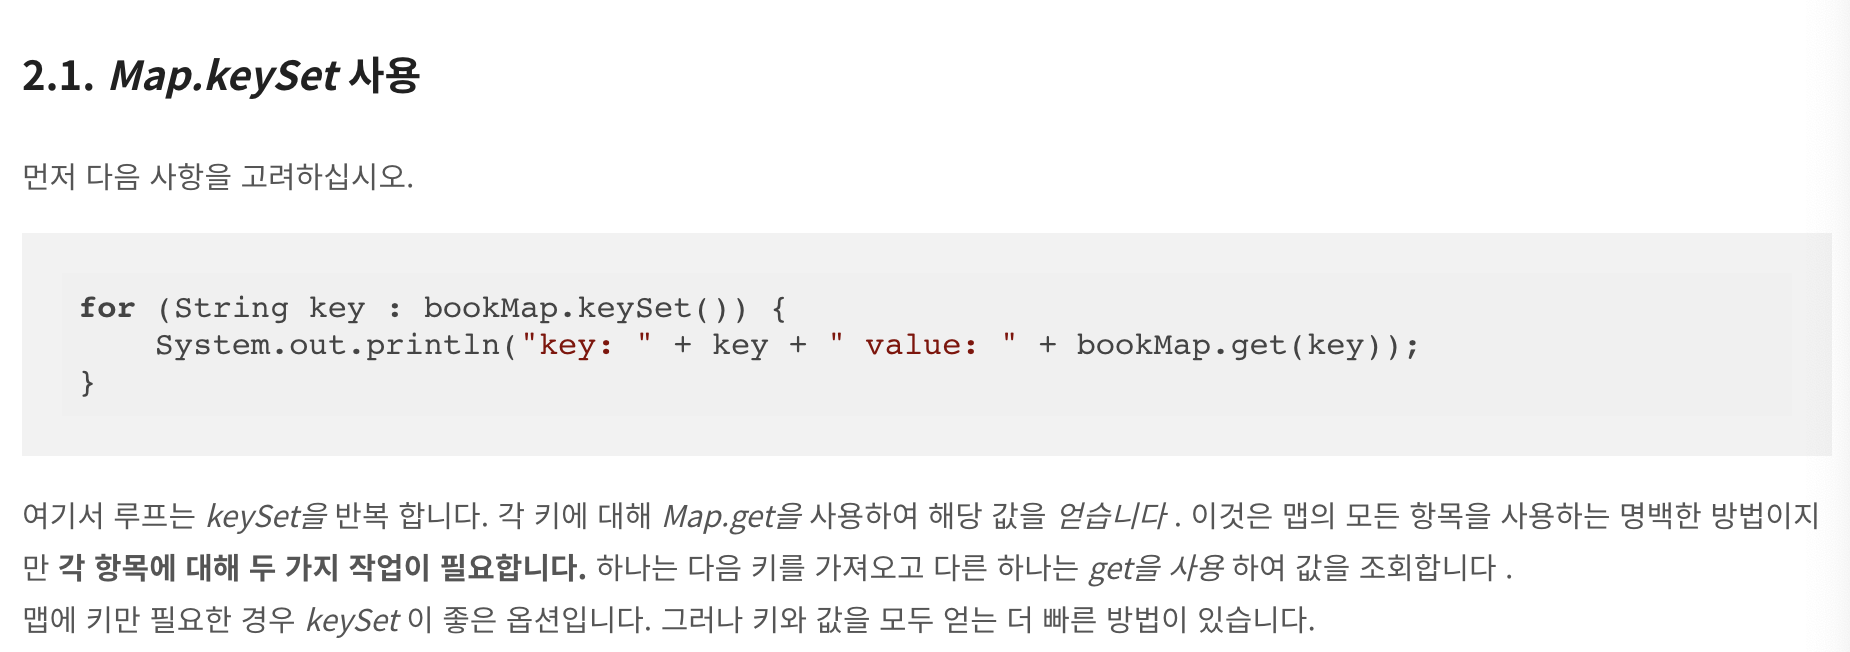 2.1. Map.keySet 사용
먼저 다음 사항을 고려하십시오.
for (String key : bookMap.keySet()) {
    System.out.println("key: " + key + " value: " + bookMap.get(key));
}
여기서 루프는 keySet을 반복 합니다. 각 키에 대해 Map.get을 사용하여 해당 값을 얻습니다 . 이것은 맵의 모든 항목을 사용하는 명백한 방법이지
만 각 항목에 대해 두 가지 작업이 필요합니다. 하나는 다음 키를 가져오고 다른 하나는 get을 사용 하여 값을 조회합니다 .
맵에 키만 필요한 경우 keySet 이 좋은 옵션입니다. 그러나 키와 값을 모두 얻는 더 빠른 방법이 있습니다.